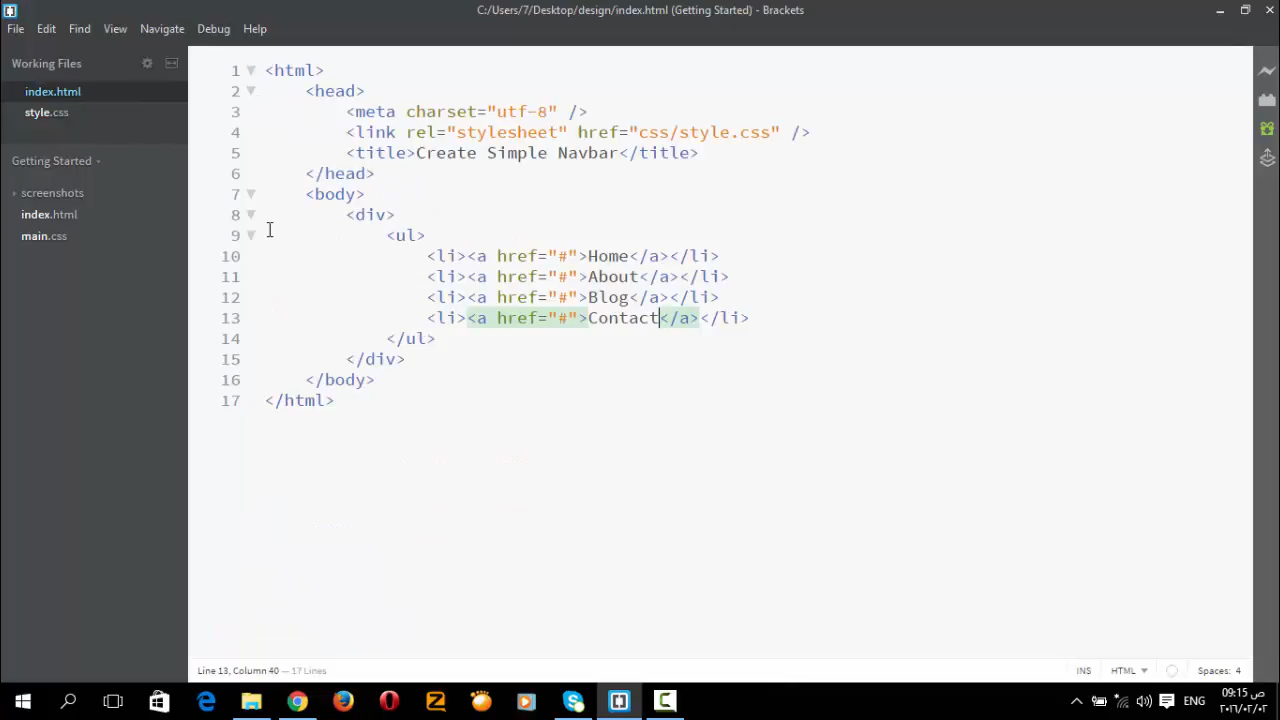 C:/Users/7/Desktop/design/index.html (Getting Started) - Brackets
File Edit View Navigate Debug Help
Working Files
index.html
style.css
Getting Started
screenshots
index.html
main.css
1 <html>
2 <head>
3 <meta charset="utf-8" />
4 <link rel="stylesheet" href="css/style.css" />
5 <title>Create Simple Navbar</title>
6 </head>
7 <body>
8 <div>
9 <ul>
10 <li><a href="#">Home</a></li>
11 <li><a href="#">About</a></li>
12 <li><a href="#">Blog</a></li>
13 <li><a href="#">Contact</a></li>
14 </ul>
15 </div>
16 </body>
17 </html>
Line 13, Column 40 — 17 Lines
INS HTML Spaces: 4
ENG
09:15 ص
٢٠١٦/٠٢/٠٢